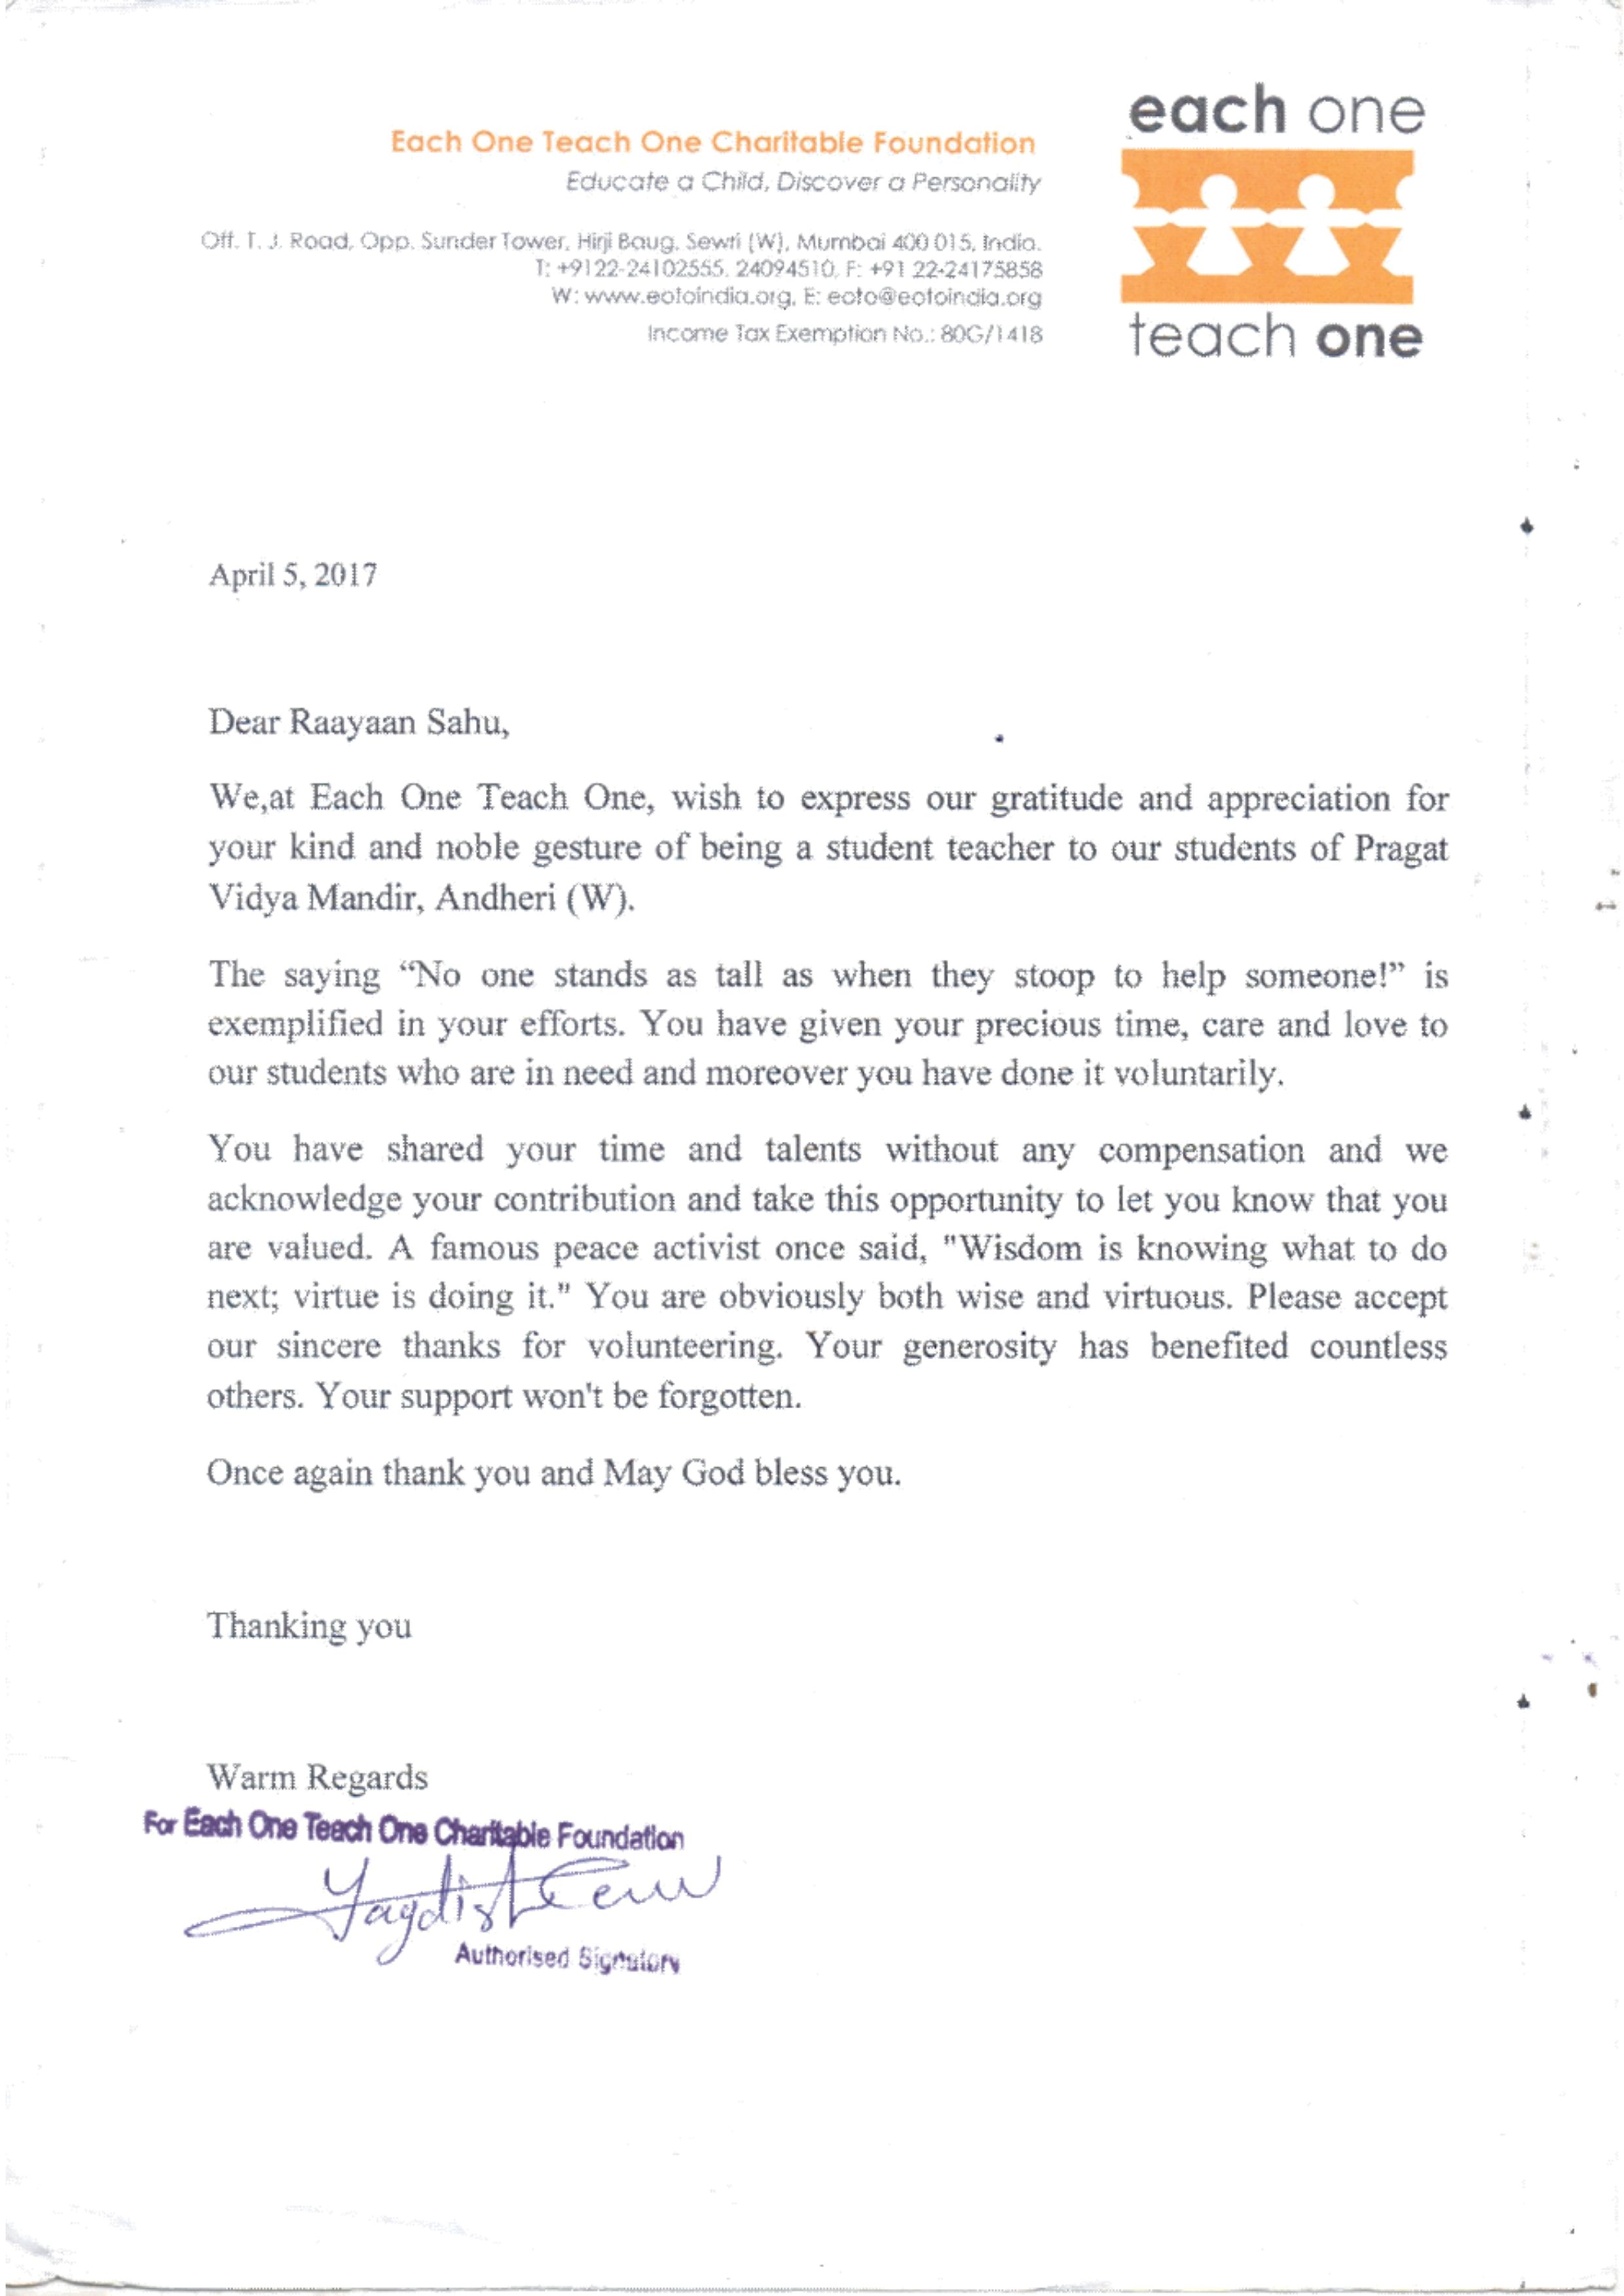 each one
teach one
Each One Teach One Charitable Foundation
Educate a Child, Discover a Personality
Off. T. J. Road, Opp. Sunder Tower, Hirji Baug, Sewri (W), Mumbai 400 015, India.
T: +9122-24102555, 24094510, F: +91 22-24175858
W: www.eotoindia.org, E: eoto@eotoindia.org
Income Tax Exemption No.: 80G/1418
April 5, 2017
Dear Raayaan Sahu,
We,at Each One Teach One, wish to express our gratitude and appreciation for
your kind and noble gesture of being a student teacher to our students of Pragat
Vidya Mandir, Andheri (W).
The saying “No one stands as tall as when they stoop to help someone!” is
exemplified in your efforts. You have given your precious time, care and love to
our students who are in need and moreover you have done it voluntarily.
You have shared your time and talents without any compensation and we
acknowledge your contribution and take this opportunity to let you know that you
are valued. A famous peace activist once said, "Wisdom is knowing what to do
next; virtue is doing it." You are obviously both wise and virtuous. Please accept
our sincere thanks for volunteering. Your generosity has benefited countless
others. Your support won't be forgotten.
Once again thank you and May God bless you.
Thanking you
Warm Regards
For Each One Teach One Charitable Foundation
Authorised Signatory